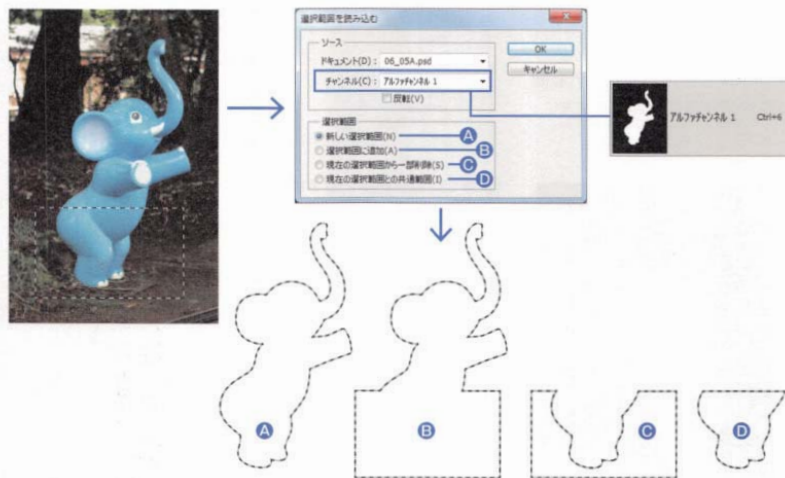 選択範囲を読み込む
ソース
ドキュメント(D): 06_05A.psd
チャンネル(C): アルファチャンネル 1
反転(V)
OK
キャンセル
選択範囲
新しい選択範囲(N)
A
選択範囲に追加(A)
B
現在の選択範囲から一部削除(S)
C
現在の選択範囲との共通範囲(I)
D
アルファチャンネル 1 Ctrl+6
A
B
C
D